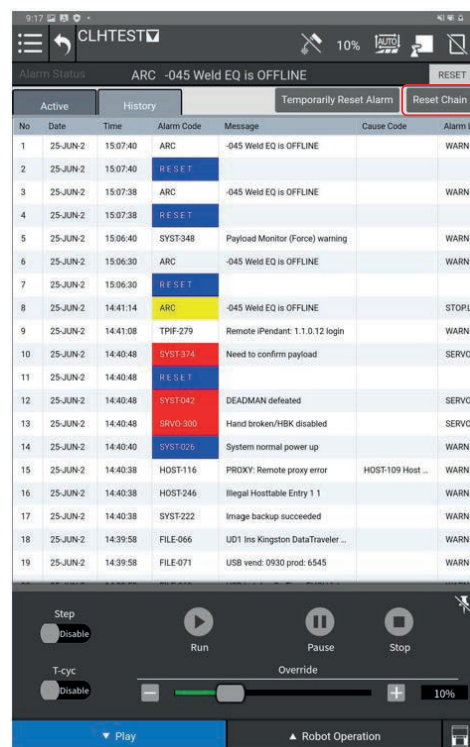 9:17
CLHTEST
10% AUTO
Alarm Status ARC -045 Weld EQ is OFFLINE RESET
Active History Temporarily Reset Alarm Reset Chain
No Date Time Alarm Code Message Cause Code Alarm L
1 25-JUN-2 15:07:40 ARC -045 Weld EQ is OFFLINE WARN
2 25-JUN-2 15:07:40 RESET
3 25-JUN-2 15:07:38 ARC -045 Weld EQ is OFFLINE WARN
4 25-JUN-2 15:07:38 RESET
5 25-JUN-2 15:06:40 SYST-348 Payload Monitor (Force) warning WARN
6 25-JUN-2 15:06:30 ARC -045 Weld EQ is OFFLINE WARN
7 25-JUN-2 15:06:30 RESET
8 25-JUN-2 14:41:14 ARC -045 Weld EQ is OFFLINE STOP.L
9 25-JUN-2 14:41:08 TPIF-279 Remote iPendant: 1.1.0.12 login WARN
10 25-JUN-2 14:40:48 SYST-374 Need to confirm payload SERVO
11 25-JUN-2 14:40:48 RESET
12 25-JUN-2 14:40:48 SYST-042 DEADMAN defeated SERVO
13 25-JUN-2 14:40:48 SRVO-300 Hand broken/HBK disabled SERVO
14 25-JUN-2 14:40:40 SYST-026 System normal power up WARN
15 25-JUN-2 14:40:38 HOST-116 PROXY: Remote proxy error HOST-109 Host ... WARN
16 25-JUN-2 14:40:38 HOST-246 Illegal Hosttable Entry 1 1 WARN
17 25-JUN-2 14:40:38 SYST-222 Image backup succeeded WARN
18 25-JUN-2 14:39:58 FILE-066 UD1 Ins Kingston DataTraveler ... WARN
19 25-JUN-2 14:39:58 FILE-071 USB vend: 0930 prod: 6545 WARN
Step
Disable
Run Pause Stop
T-cyc Override
Disable 10%
▼ Play ▲ Robot Operation